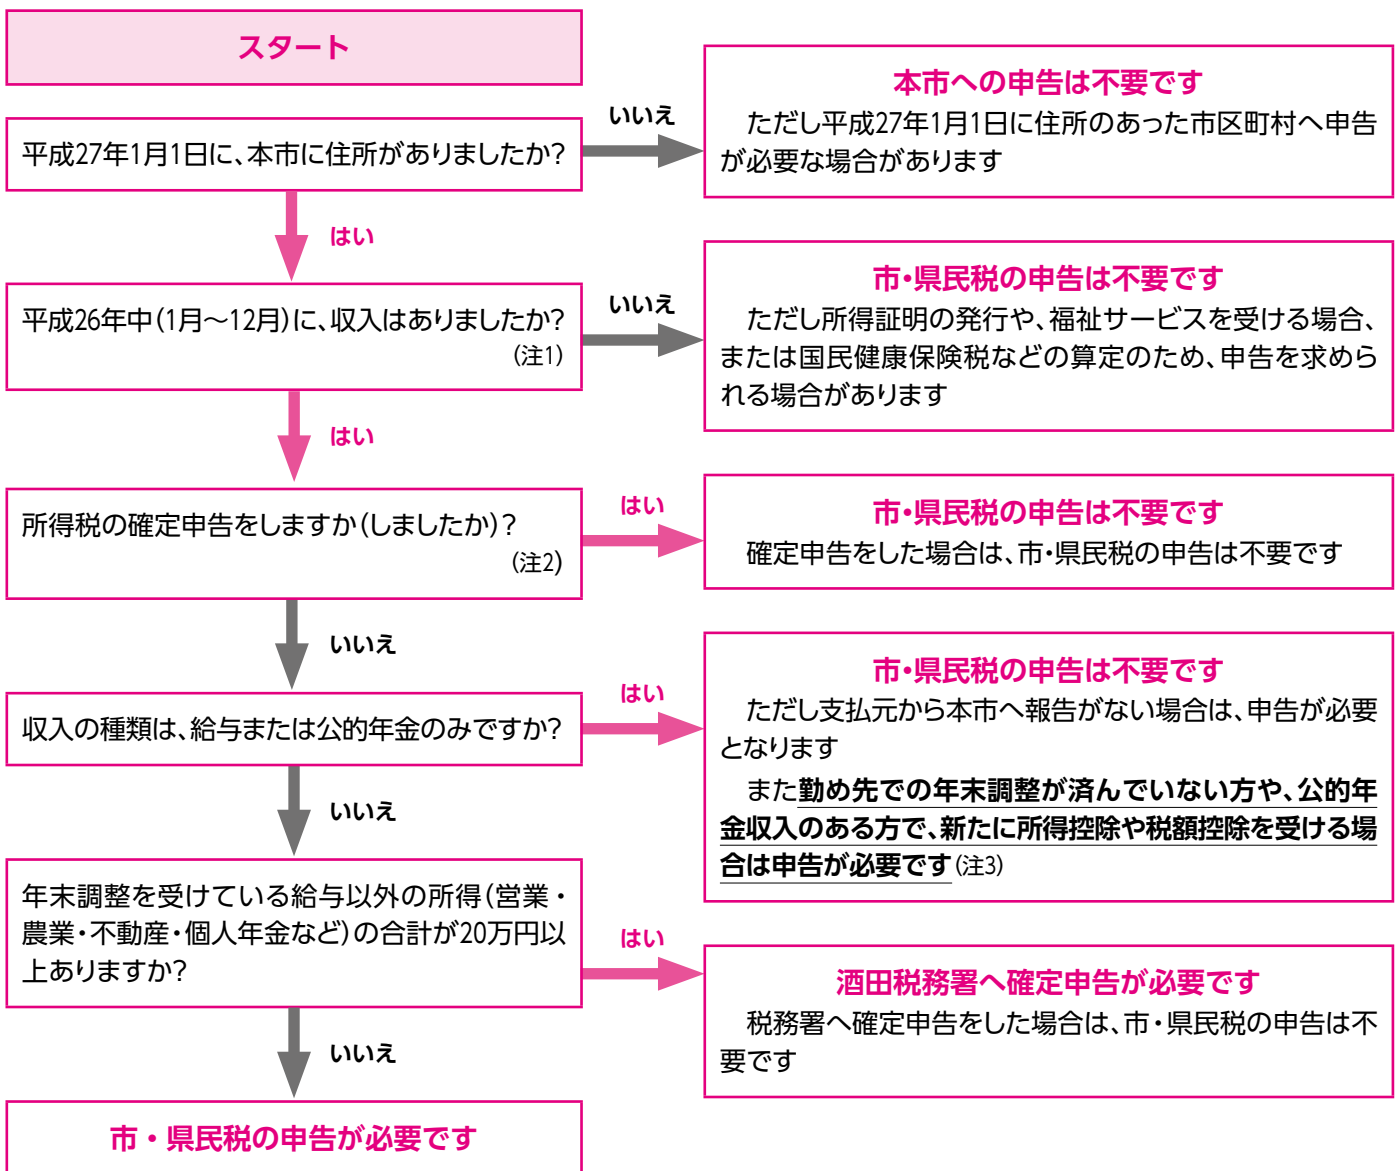 スタート
平成27年1月1日に、本市に住所がありましたか?
いいえ
本市への申告は不要です
ただし平成27年1月1日に住所のあった市区町村へ申告
が必要な場合があります
はい
平成26年中(1月～12月)に、収入はありましたか?
(注1)
いいえ
市・県民税の申告は不要です
ただし所得証明の発行や、福祉サービスを受ける場合、
または国民健康保険税などの算定のため、申告を求めら
れる場合があります
はい
所得税の確定申告をしますか(しましたか)?
(注2)
はい
市・県民税の申告は不要です
確定申告をした場合は、市・県民税の申告は不要です
いいえ
収入の種類は、給与または公的年金のみですか?
はい
市・県民税の申告は不要です
ただし支払元から本市へ報告がない場合は、申告が必要
となります
また勤め先での年末調整が済んでいない方や、公的年
金収入のある方で、新たに所得控除や税額控除を受ける場
合は申告が必要です(注3)
いいえ
年末調整を受けている給与以外の所得(営業・
農業・不動産・個人年金など)の合計が20万円以
上ありますか?
はい
酒田税務署へ確定申告が必要です
税務署へ確定申告をした場合は、市・県民税の申告は不
要です
いいえ
市・県民税の申告が必要です